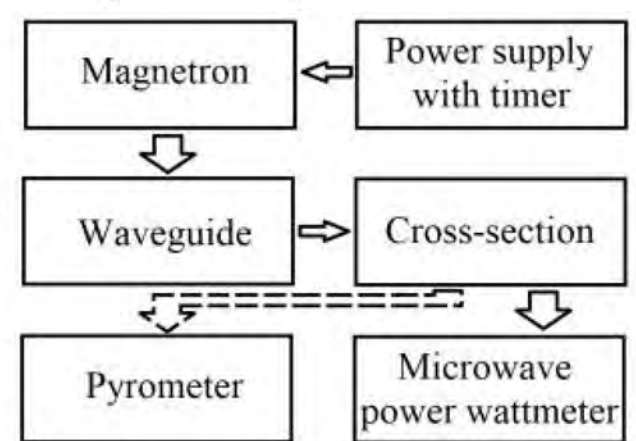 Magnetron
Power supply
with timer
Waveguide
Cross-section
Pyrometer
Microwave
power wattmeter